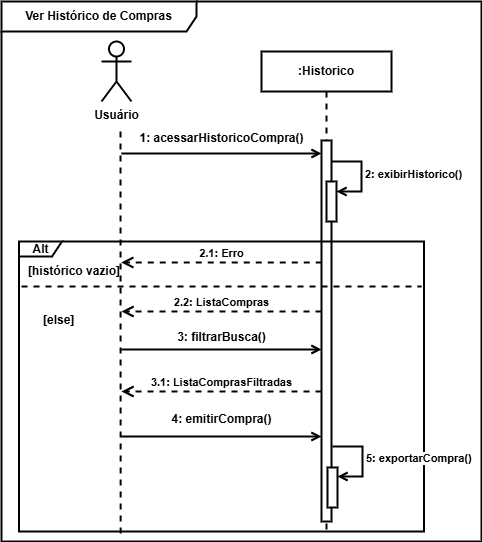 Ver Histórico de Compras
:Historico
Usuário
1: acessarHistoricoCompra()
2: exibirHistorico()
Alt
2.1: Erro
[histórico vazio]
2.2: ListaCompras
[else]
3: filtrarBusca()
3.1: ListaComprasFiltradas
4: emitirCompra()
5: exportarCompra()